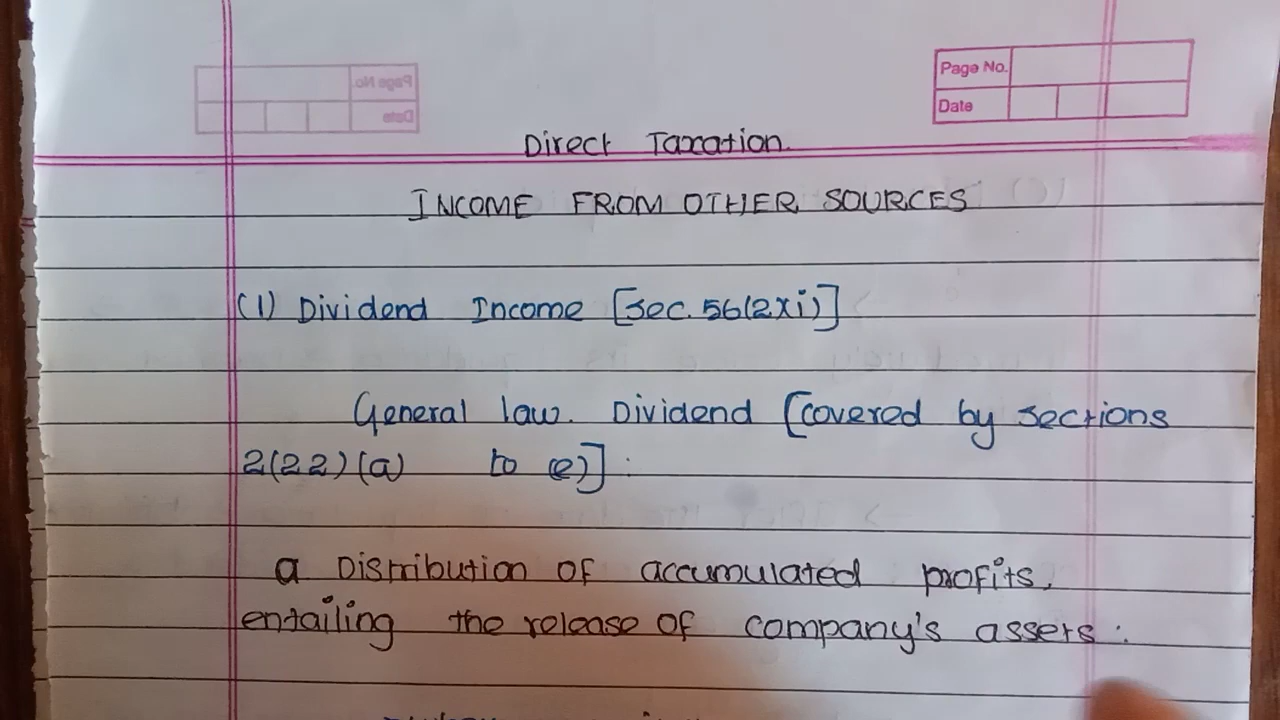 Page No.
Date
Direct Taxation.
INCOME FROM OTHER SOURCES
(1) Dividend Income [Sec. 56(2)(i)]
General law. Dividend [covered by sections
2(22)(a) to (e)]:
a Distribution of accumulated profits,
entailing the release of company's assets: